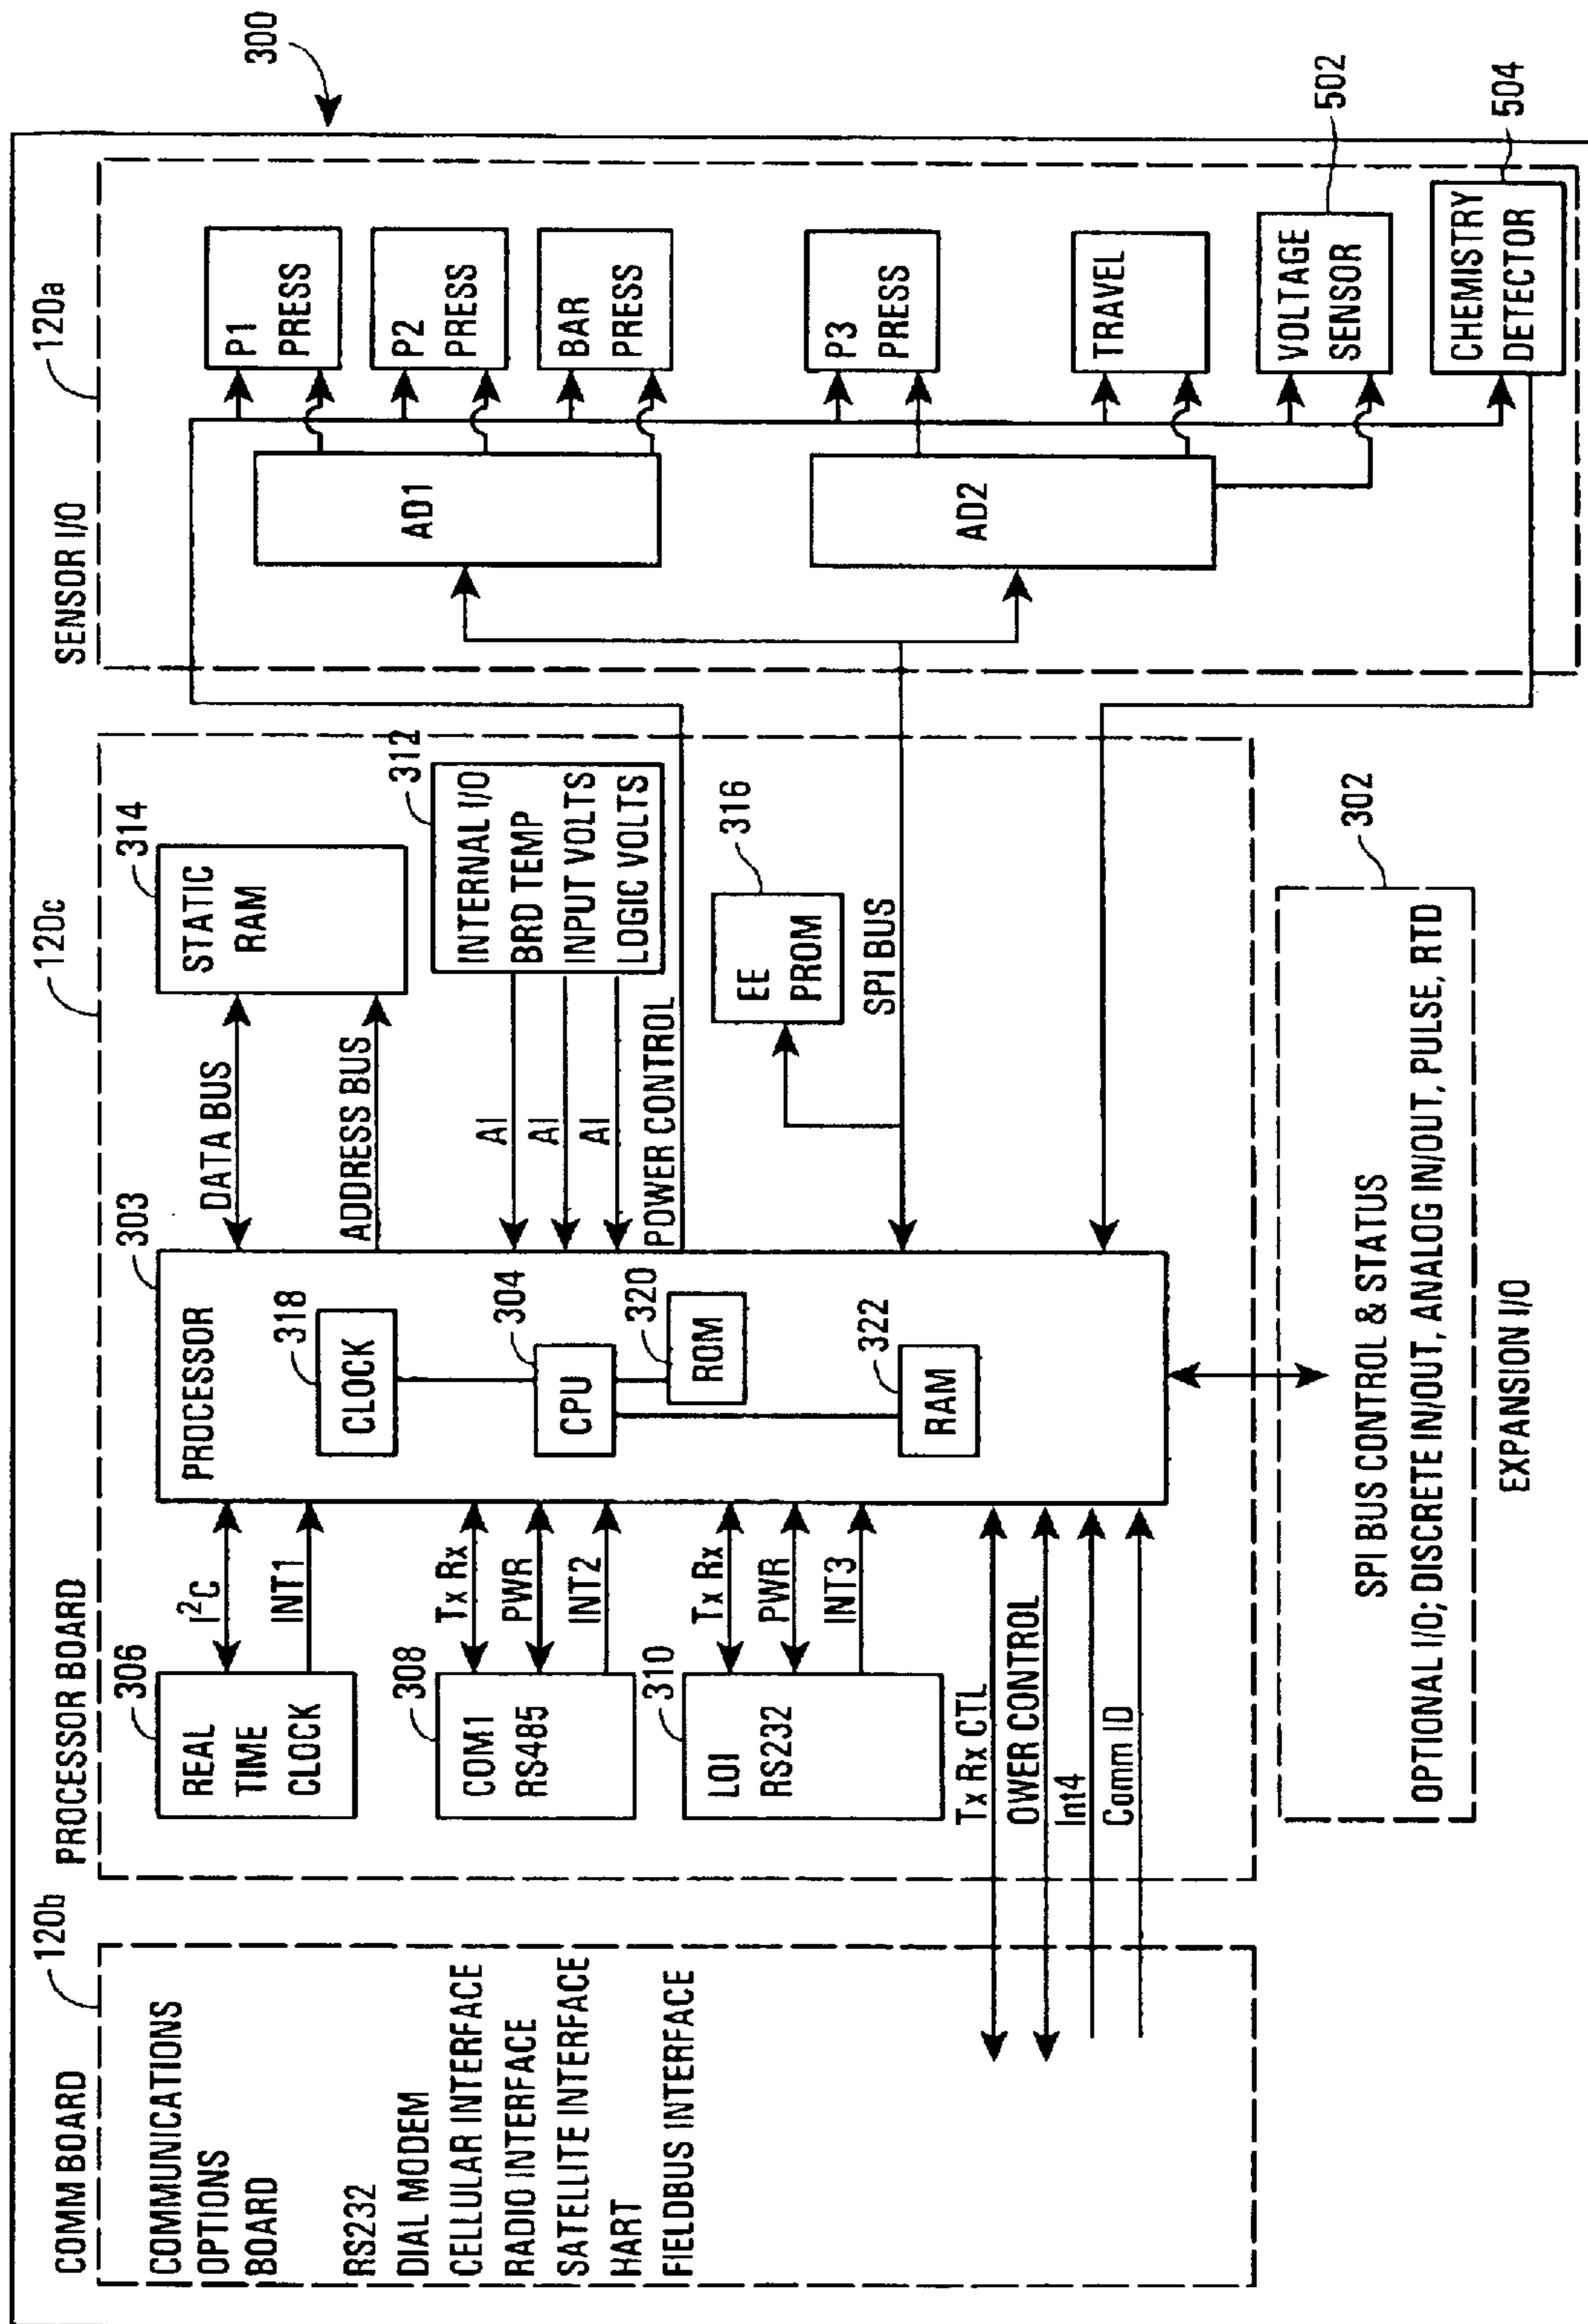 300
COMM BOARD
120b
COMMUNICATIONS
OPTIONS
BOARD
RS232
DIAL MODEM
CELLULAR INTERFACE
RADIO INTERFACE
SATELLITE INTERFACE
HART
FIELDBUS INTERFACE
PROCESSOR BOARD
120c
306
REAL
TIME
CLOCK
I²C
INT1
308
COM1
RS485
Tx Rx
PWR
INT2
310
LOI
RS232
Tx Rx
PWR
INT3
Tx Rx CTL
OWER CONTROL
Int4
Comm ID
303
PROCESSOR
318
CLOCK
304
CPU
320
ROM
322
RAM
DATA BUS
ADDRESS BUS
314
STATIC
RAM
AI
AI
AI
312
INTERNAL I/O
BRD TEMP
INPUT VOLTS
LOGIC VOLTS
POWER CONTROL
316
EE
PROM
SPI BUS
SENSOR I/O
120a
AD1
AD2
P1
PRESS
P2
PRESS
BAR
PRESS
P3
PRESS
TRAVEL
VOLTAGE
SENSOR
502
CHEMISTRY
DETECTOR
504
302
SPI BUS CONTROL & STATUS
OPTIONAL I/O; DISCRETE IN/OUT, ANALOG IN/OUT, PULSE, RTD
EXPANSION I/O